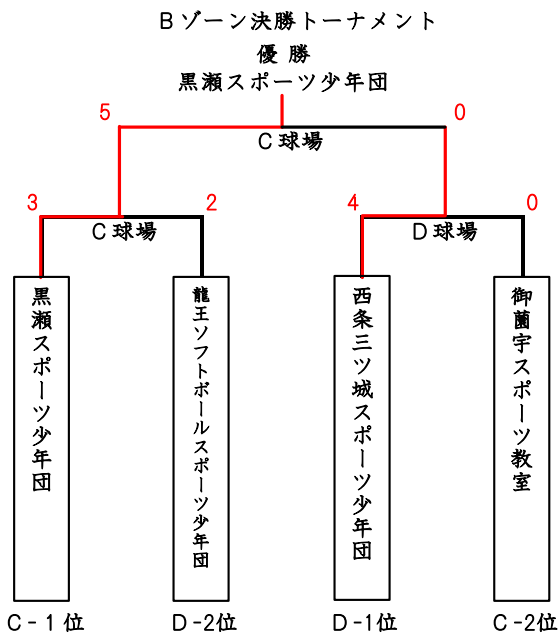 Bゾーン決勝トーナメント
優 勝
黒瀬スポーツ少年団
5
0
C球場
3
2
4
0
C球場
D球場
黒瀬スポーツ少年団
龍王ソフトボールスポーツ少年団
西条三ツ城スポーツ少年団
御薗宇スポーツ教室
C-1位
D-2位
D-1位
C-2位